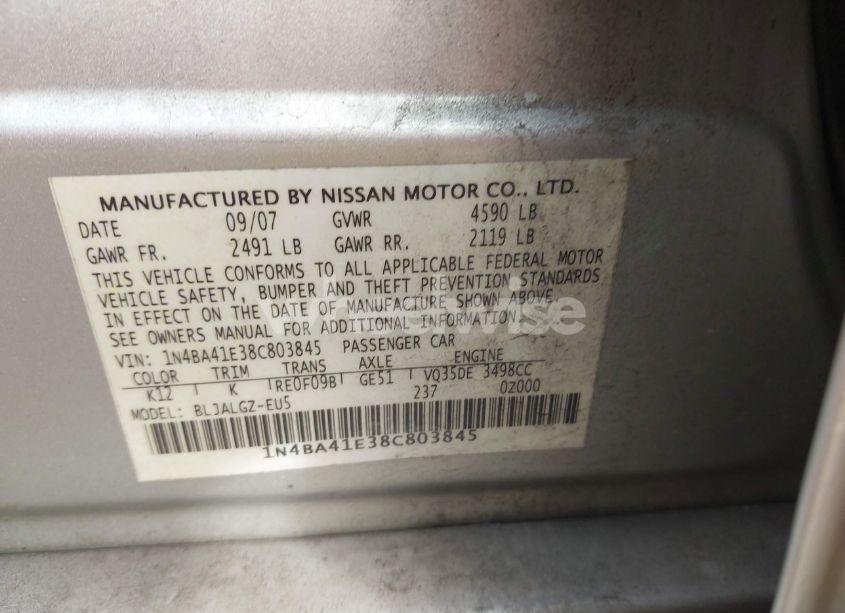 MANUFACTURED BY NISSAN MOTOR CO., LTD.
DATE 09/07 GVWR 4590 LB
GAWR FR. 2491 LB GAWR RR. 2119 LB
THIS VEHICLE CONFORMS TO ALL APPLICABLE FEDERAL MOTOR
VEHICLE SAFETY, BUMPER AND THEFT PREVENTION STANDARDS
IN EFFECT ON THE DATE OF MANUFACTURE SHOWN ABOVE.
SEE OWNERS MANUAL FOR ADDITIONAL INFORMATION.
VIN: 1N4BA41E38C803845 PASSENGER CAR
COLOR TRIM TRANS AXLE ENGINE
K12 K RE0F09B GE51 VQ35DE 3498CC
237 0Z000
MODEL: BLJALGZ-EU5
1N4BA41E38C803845